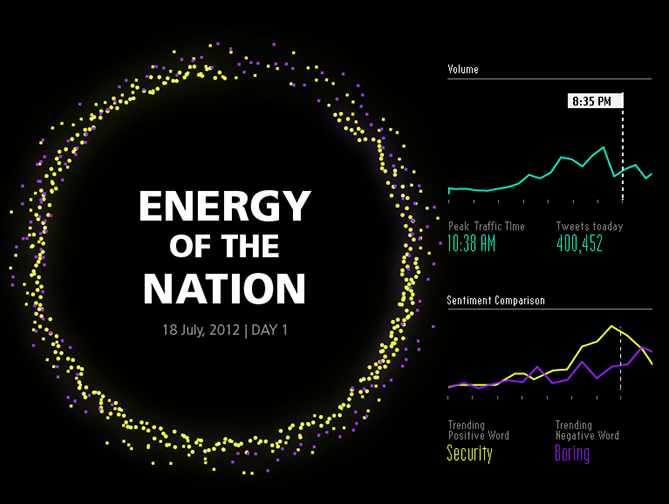 ENERGY
OF THE
NATION
18 July, 2012 | DAY 1
Volume
8:35 PM
Peak Traffic Time
10:38 AM
Tweets toaday
400,452
Sentiment Comparison
Trending
Positive Word
Security
Trending
Negative Word
Boring